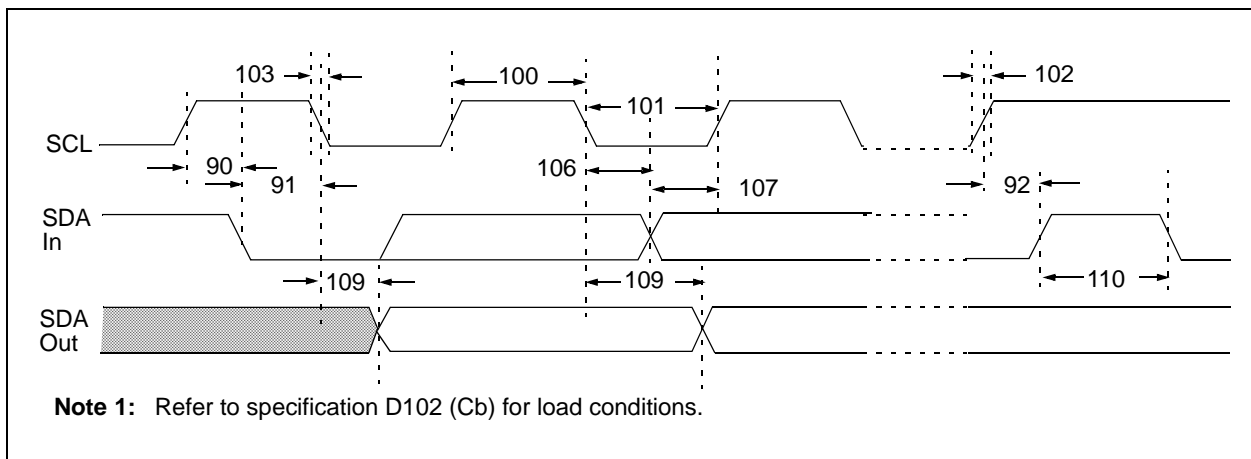 103
100
102
101
SCL
90
91
106
107
92
SDA
In
109
109
110
SDA
Out
Note 1: Refer to specification D102 (Cb) for load conditions.